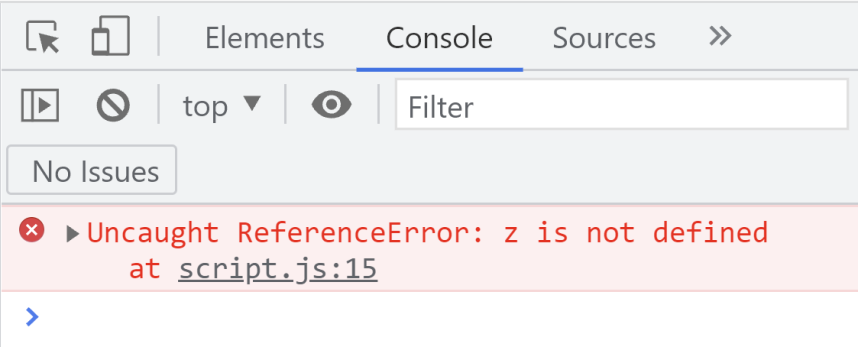 Elements Console Sources
top Filter
No Issues
Uncaught ReferenceError: z is not defined
at script.js:15